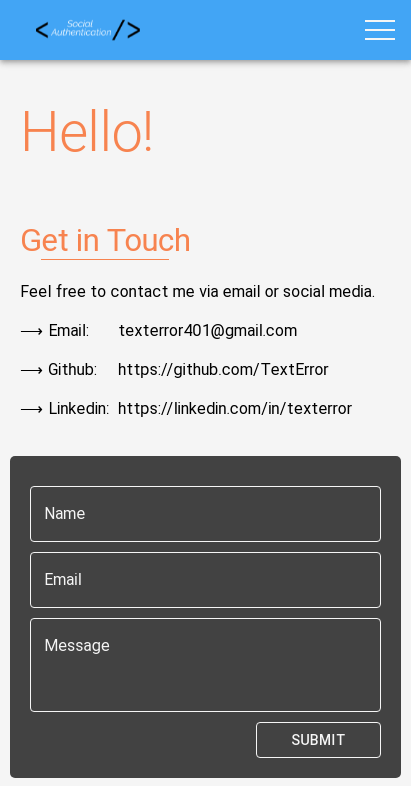 Social
Authentication
Hello!
Get in Touch
Feel free to contact me via email or social media.
⟶ Email: texterror401@gmail.com
⟶ Github: https://github.com/TextError
⟶ Linkedin: https://linkedin.com/in/texterror
Name
Email
Message
SUBMIT